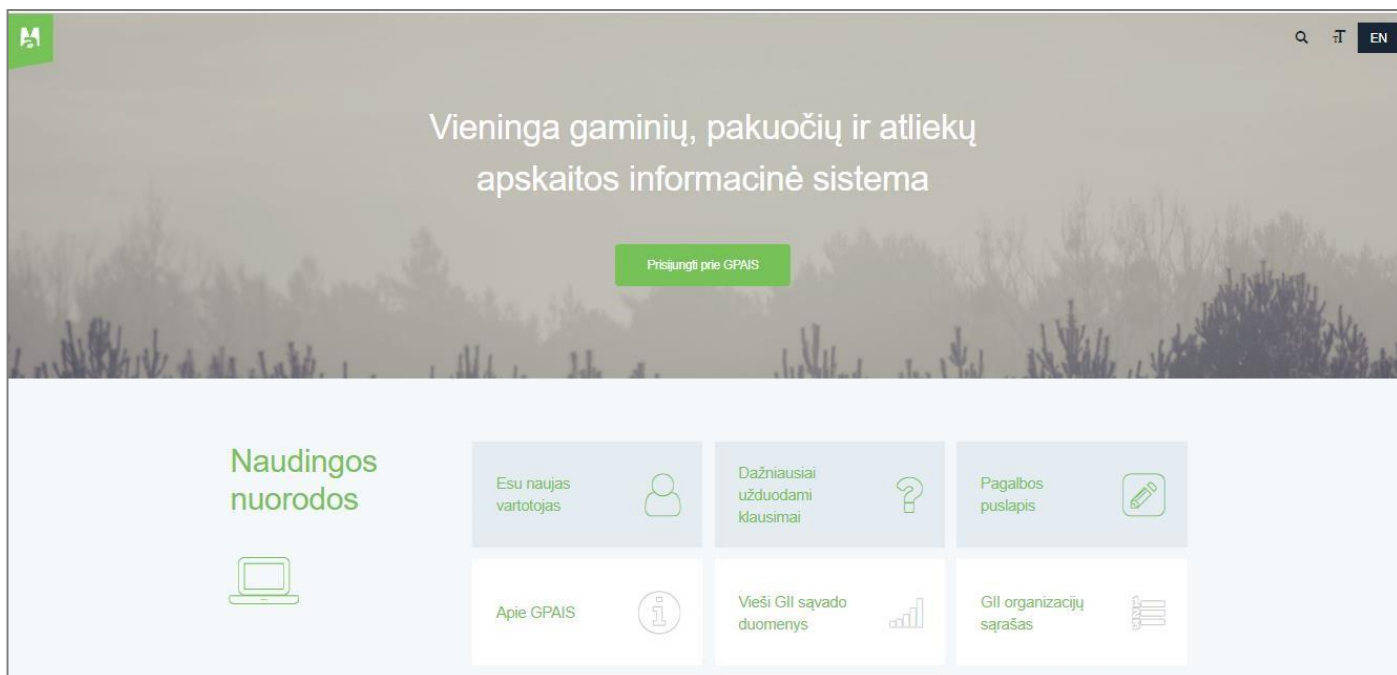 EN
Vieninga gaminių, pakuočių ir atliekų
apskaitos informacinė sistema
Prisijungti prie GPAIS
Naudingos
nuorodos
Esu naujas
vartotojas
Dažniausiai
užduodami
klausimai
Pagalbos
puslapis
Apie GPAIS
Vieši GII sąvado
duomenys
GII organizacijų
sąrašas